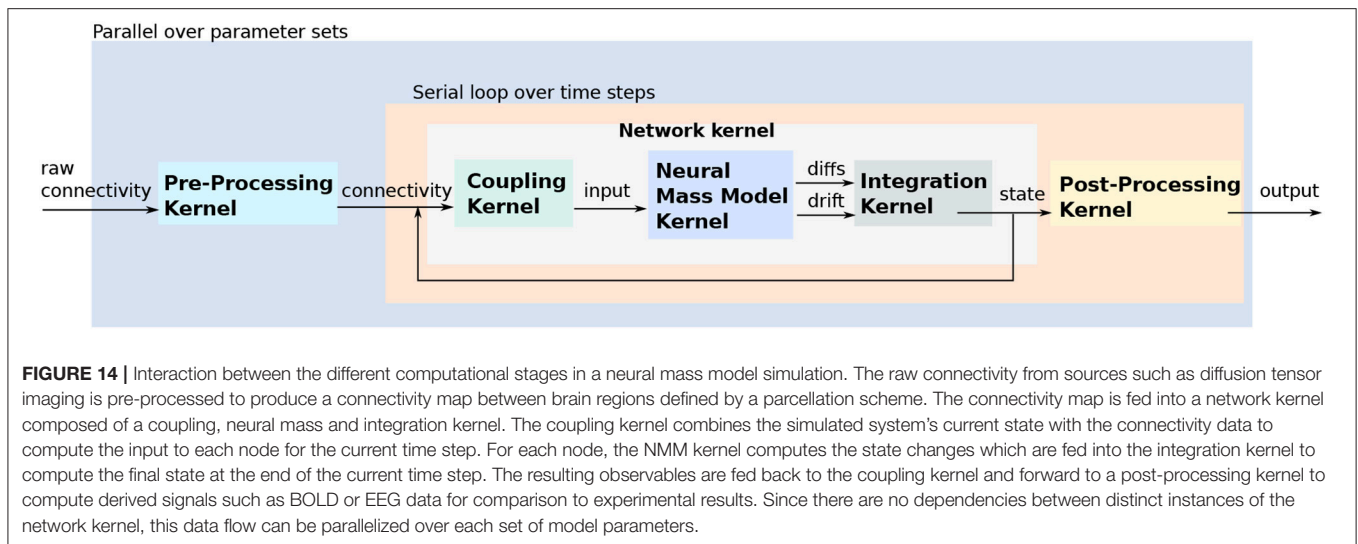 Parallel over parameter sets
Serial loop over time steps
Network kernel
raw
connectivity
Pre-Processing
Kernel
connectivity
Coupling
Kernel
input
Neural
Mass Model
Kernel
diffs
drift
Integration
Kernel
state
Post-Processing
Kernel
output
FIGURE 14 | Interaction between the different computational stages in a neural mass model simulation. The raw connectivity from sources such as diffusion tensor
imaging is pre-processed to produce a connectivity map between brain regions defined by a parcellation scheme. The connectivity map is fed into a network kernel
composed of a coupling, neural mass and integration kernel. The coupling kernel combines the simulated system's current state with the connectivity data to
compute the input to each node for the current time step. For each node, the NMM kernel computes the state changes which are fed into the integration kernel to
compute the final state at the end of the current time step. The resulting observables are fed back to the coupling kernel and forward to a post-processing kernel to
compute derived signals such as BOLD or EEG data for comparison to experimental results. Since there are no dependencies between distinct instances of the
network kernel, this data flow can be parallelized over each set of model parameters.